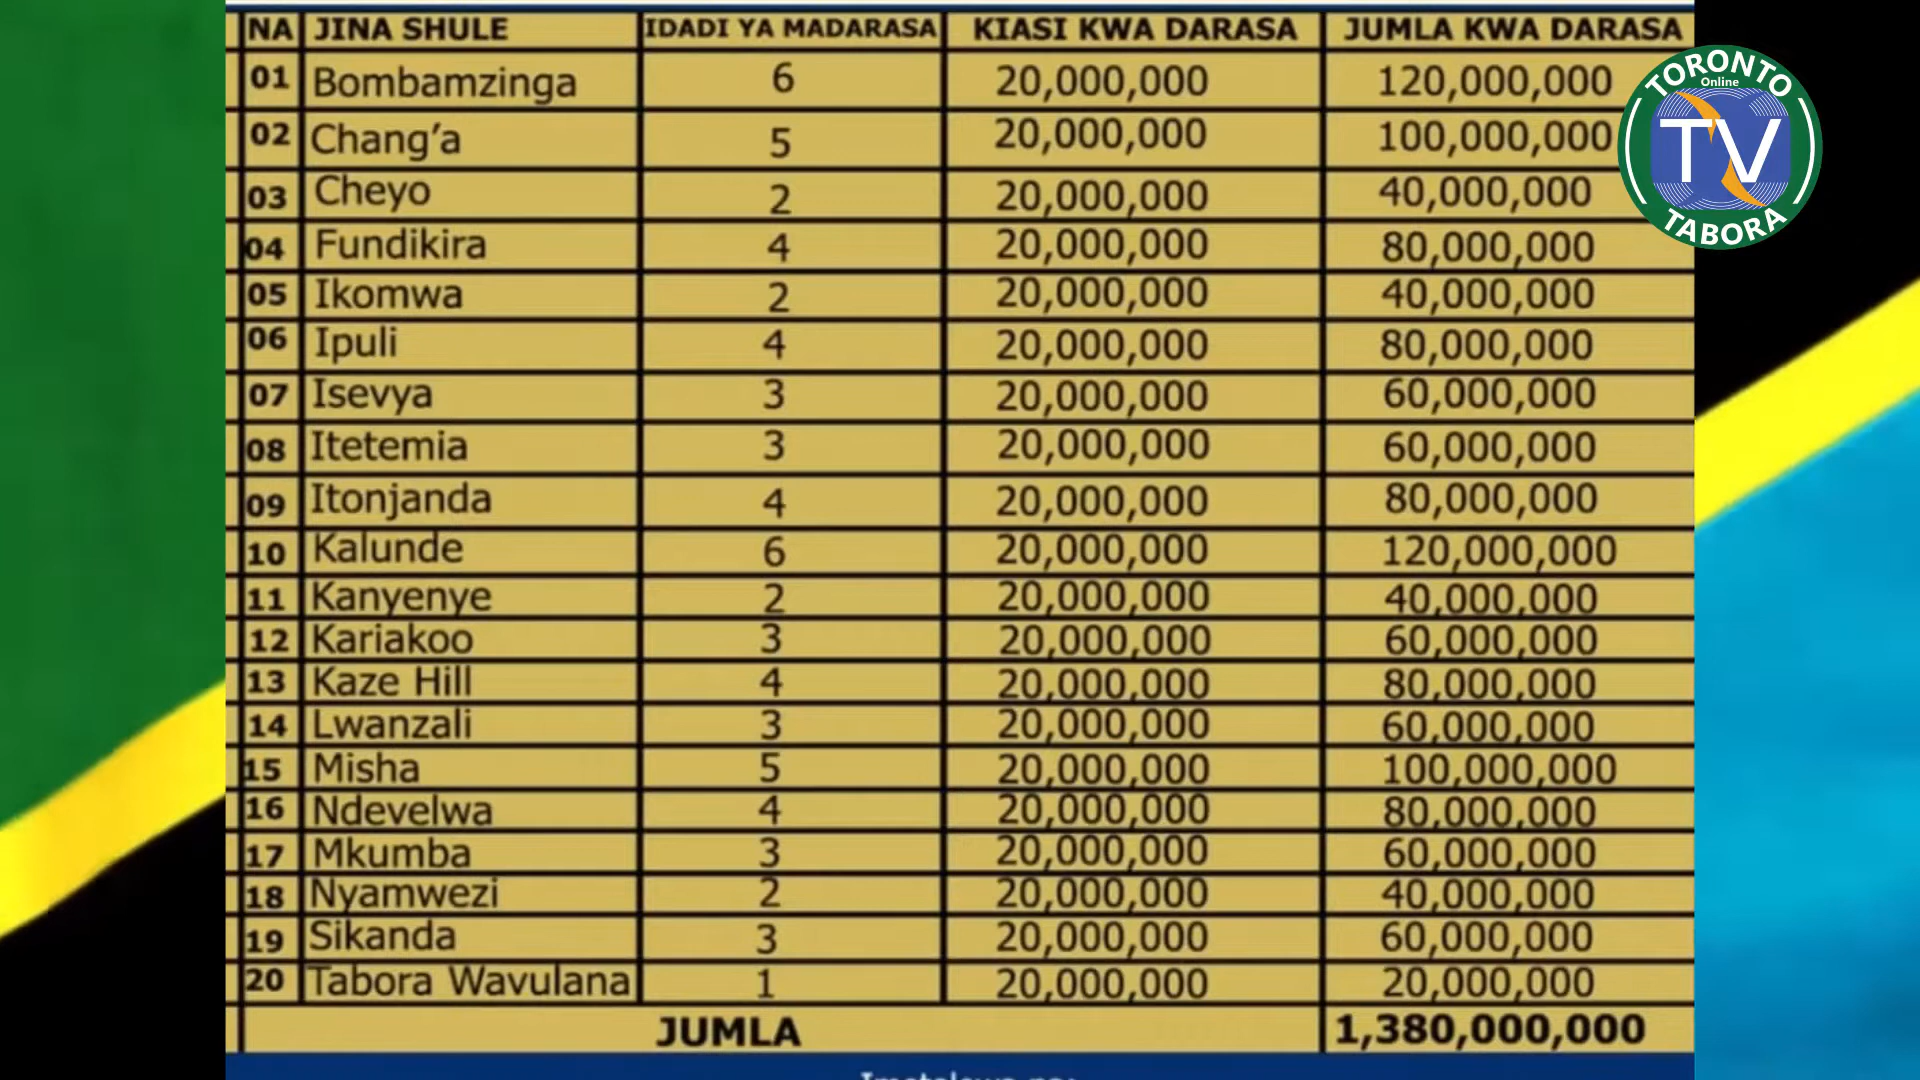 NA JINA SHULE IDADI YA MADARASA KIASI KWA DARASA JUMLA KWA DARASA
01 Bombamzinga 6 20,000,000 120,000,000
02 Chang’a 5 20,000,000 100,000,000
03 Cheyo 2 20,000,000 40,000,000
04 Fundikira 4 20,000,000 80,000,000
05 Ikomwa 2 20,000,000 40,000,000
06 Ipuli 4 20,000,000 80,000,000
07 Isevya 3 20,000,000 60,000,000
08 Itetemia 3 20,000,000 60,000,000
09 Itonjanda 4 20,000,000 80,000,000
10 Kalunde 6 20,000,000 120,000,000
11 Kanyenye 2 20,000,000 40,000,000
12 Kariakoo 3 20,000,000 60,000,000
13 Kaze Hill 4 20,000,000 80,000,000
14 Lwanzali 3 20,000,000 60,000,000
15 Misha 5 20,000,000 100,000,000
16 Ndevelwa 4 20,000,000 80,000,000
17 Mkumba 3 20,000,000 60,000,000
18 Nyamwezi 2 20,000,000 40,000,000
19 Sikanda 3 20,000,000 60,000,000
20 Tabora Wavulana 1 20,000,000 20,000,000
JUMLA 1,380,000,000
TORONTO
Online
TV
TABORA